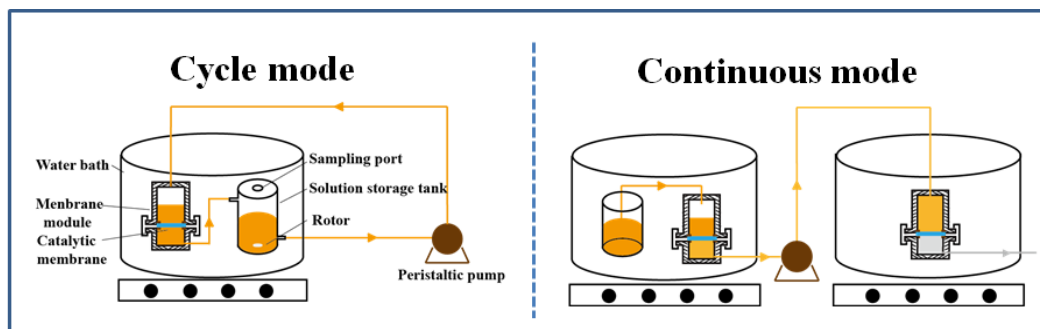 Cycle mode
Continuous mode
Water bath
Sampling port
Solution storage tank
Menbrane
module
Catalytic
membrane
Rotor
Peristaltic pump